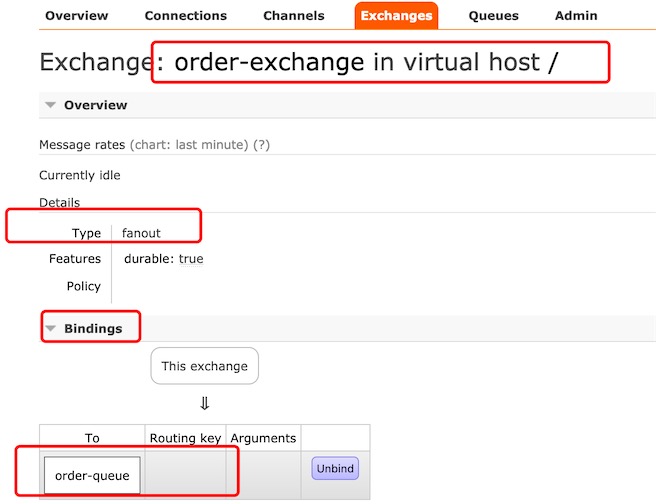 Overview Connections Channels Exchanges Queues Admin
Exchange: order-exchange in virtual host /
Overview
Message rates (chart: last minute) (?)
Currently idle
Details
Type fanout
Features durable: true
Policy
Bindings
This exchange
⇓
To Routing key Arguments
order-queue Unbind